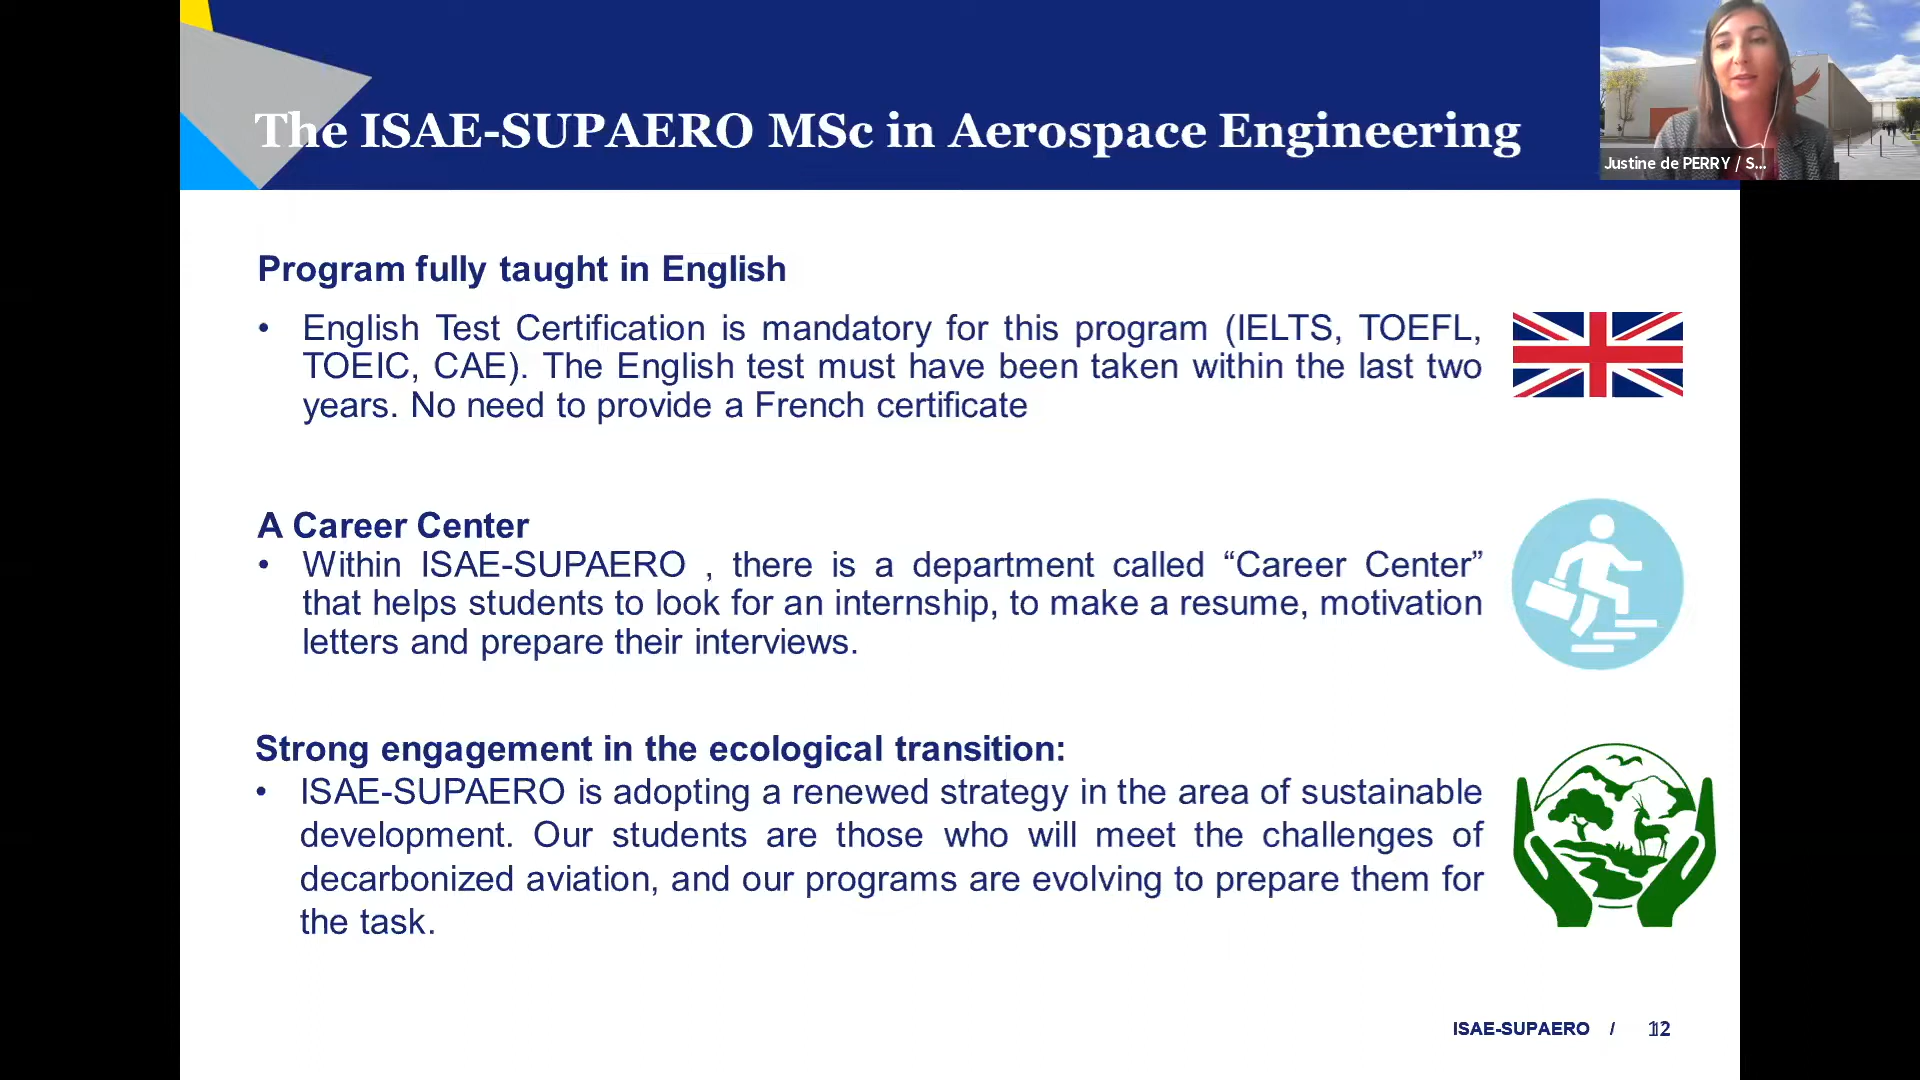 The ISAE-SUPAERO MSc in Aerospace Engineering
Justine de PERRY / S...
Program fully taught in English
• English Test Certification is mandatory for this program (IELTS, TOEFL,
TOEIC, CAE). The English test must have been taken within the last two
years. No need to provide a French certificate
A Career Center
• Within ISAE-SUPAERO , there is a department called “Career Center”
that helps students to look for an internship, to make a resume, motivation
letters and prepare their interviews.
Strong engagement in the ecological transition:
• ISAE-SUPAERO is adopting a renewed strategy in the area of sustainable
development. Our students are those who will meet the challenges of
decarbonized aviation, and our programs are evolving to prepare them for
the task.
ISAE-SUPAERO / 12